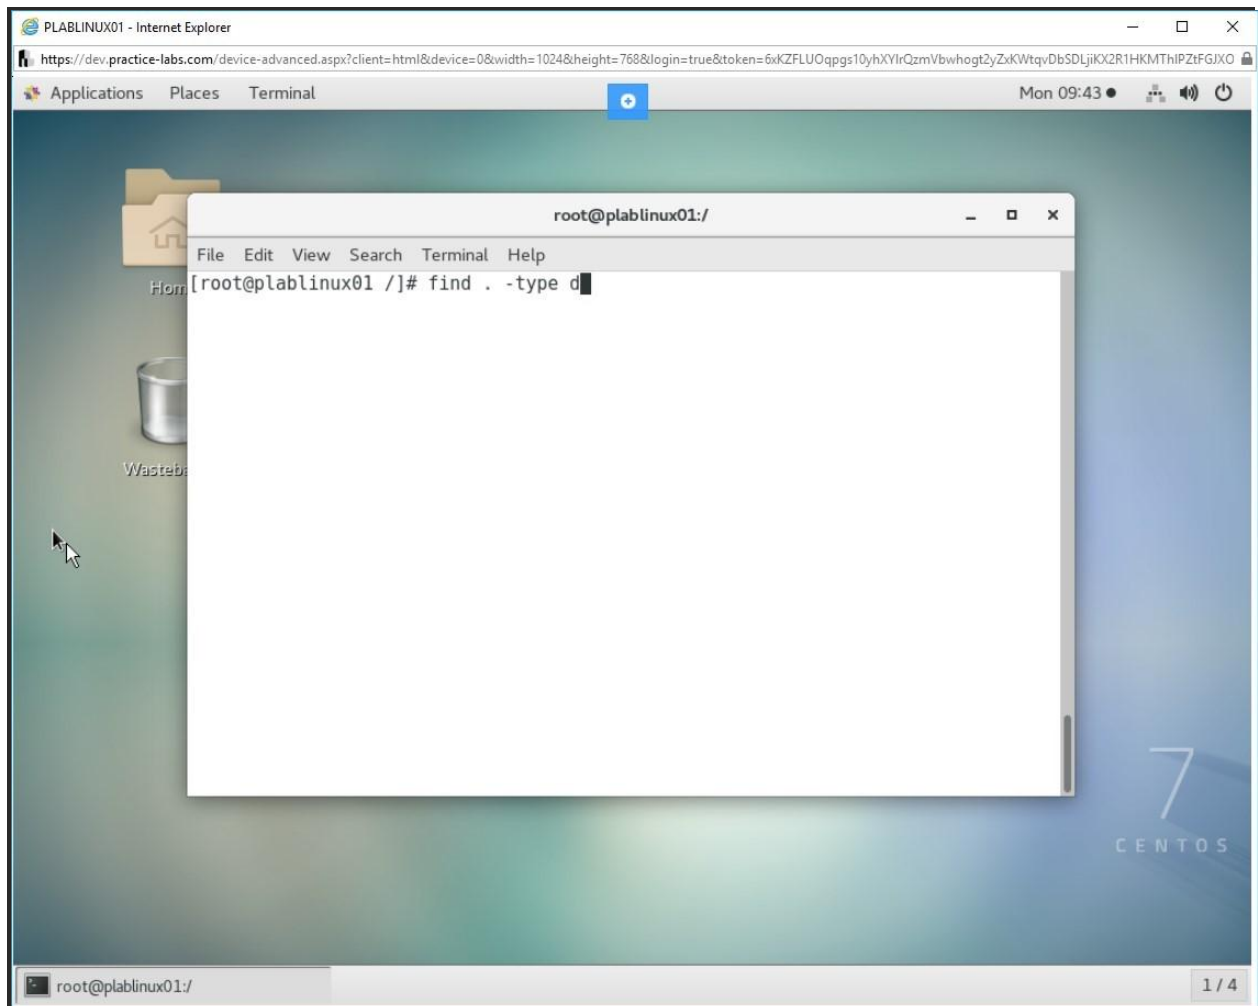 PLABLINUX01 - Internet Explorer
https://dev.practice-labs.com/device-advanced.aspx?client=html&device=0&width=1024&height=768&login=true&token=6xKZFLUOqpgs10yhXYlrQzmVbwhogt2yZxKWtqvDbSDLjiKX2R1HKMThIPZtFGJXO
Applications Places Terminal
Mon 09:43
root@plablinux01:/
File Edit View Search Terminal Help
[root@plablinux01 /]# find . -type d
Hom
Wasteba
7
CENTOS
root@plablinux01:/
1 / 4